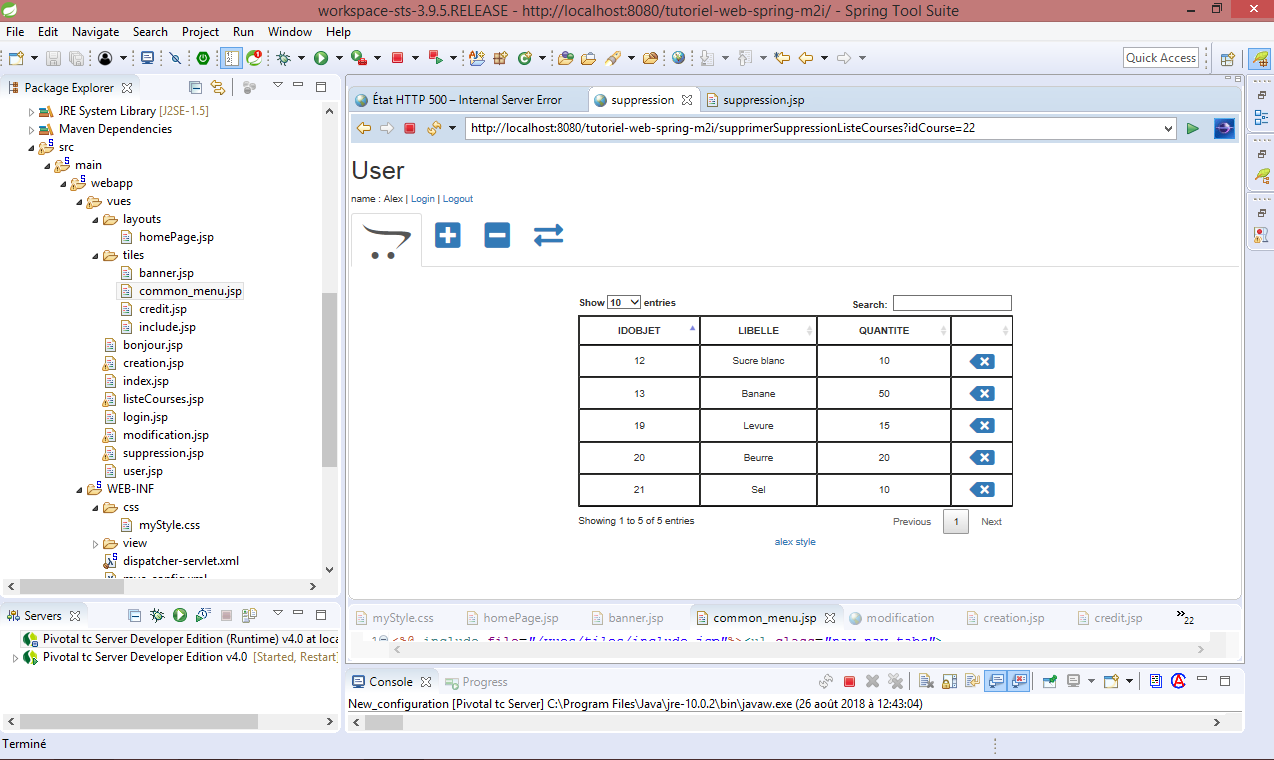 workspace-sts-3.9.5.RELEASE - http://localhost:8080/tutoriel-web-spring-m2i/ - Spring Tool Suite
File Edit Navigate Search Project Run Window Help
Quick Access
Package Explorer
JRE System Library [J2SE-1.5]
Maven Dependencies
src
main
webapp
vues
layouts
homePage.jsp
tiles
banner.jsp
common_menu.jsp
credit.jsp
include.jsp
bonjour.jsp
creation.jsp
index.jsp
listeCourses.jsp
login.jsp
modification.jsp
suppression.jsp
user.jsp
WEB-INF
css
myStyle.css
view
dispatcher-servlet.xml
État HTTP 500 – Internal Server Error
suppression
suppression.jsp
http://localhost:8080/tutoriel-web-spring-m2i/supprimerSuppressionListeCourses?idCourse=22
User
name : Alex | Login | Logout
Show 10 entries Search:
IDOBJET LIBELLE QUANTITE
12 Sucre blanc 10
13 Banane 50
19 Levure 15
20 Beurre 20
21 Sel 10
Showing 1 to 5 of 5 entries Previous 1 Next
alex style
myStyle.css homePage.jsp banner.jsp common_menu.jsp modification creation.jsp credit.jsp 22
Servers
Pivotal tc Server Developer Edition (Runtime) v4.0 at loca
Pivotal tc Server Developer Edition v4.0 [Started, Restart]
Console Progress
New_configuration [Pivotal tc Server] C:\Program Files\Java\jre-10.0.2\bin\javaw.exe (26 août 2018 à 12:43:04)
Terminé